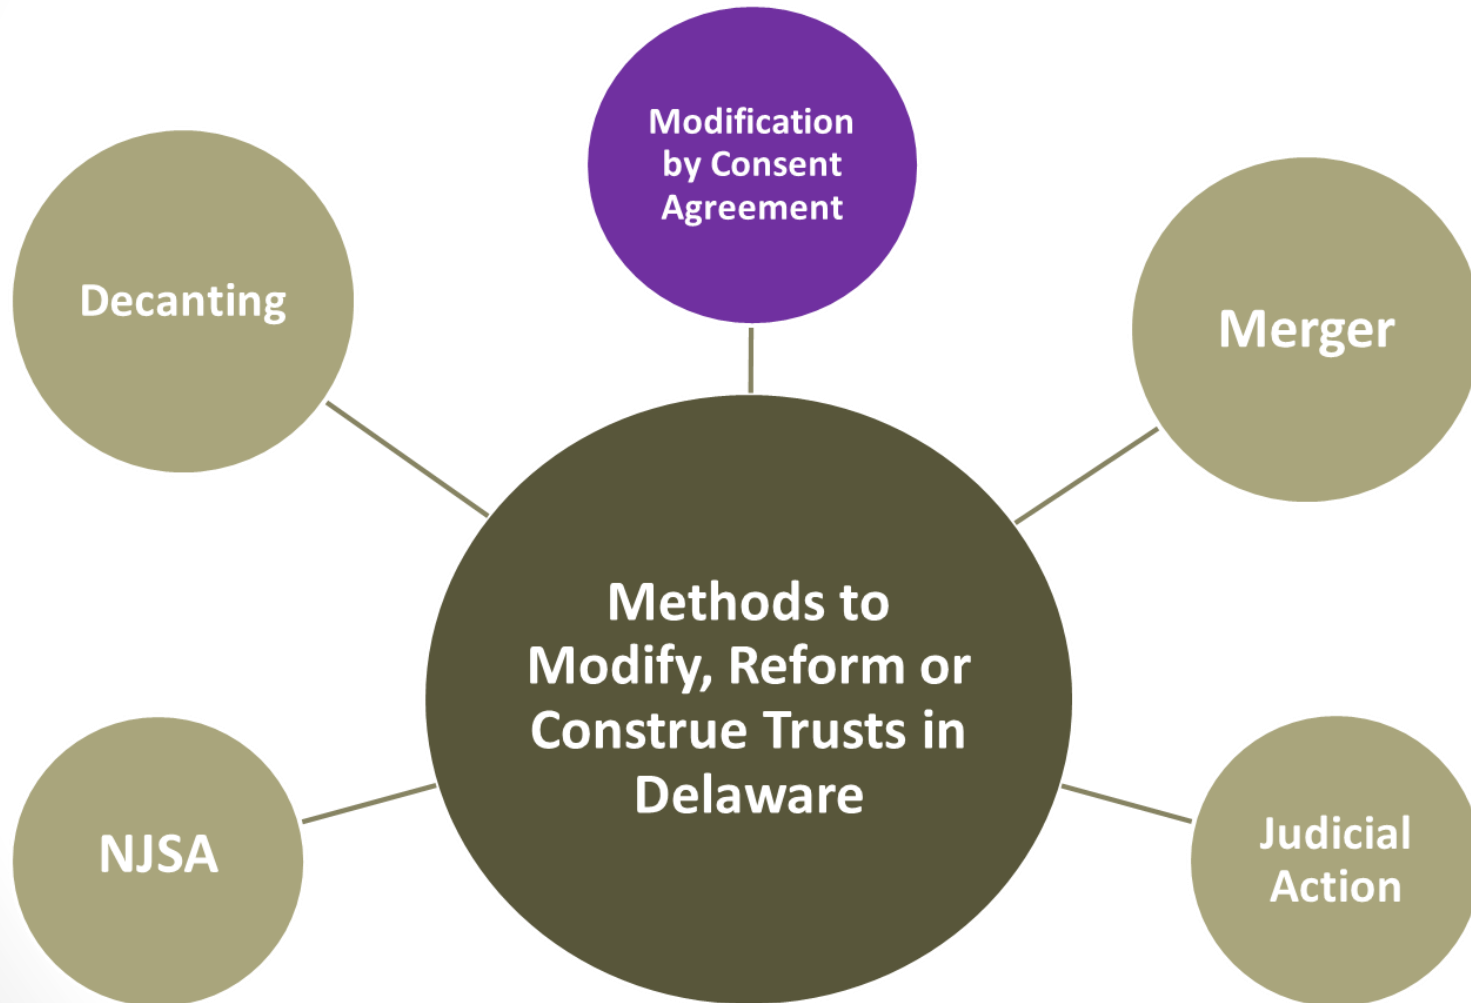 Modification
by Consent
Agreement
Decanting
Merger
Methods to
Modify, Reform or
Construe Trusts in
Delaware
NJSA
Judicial
Action